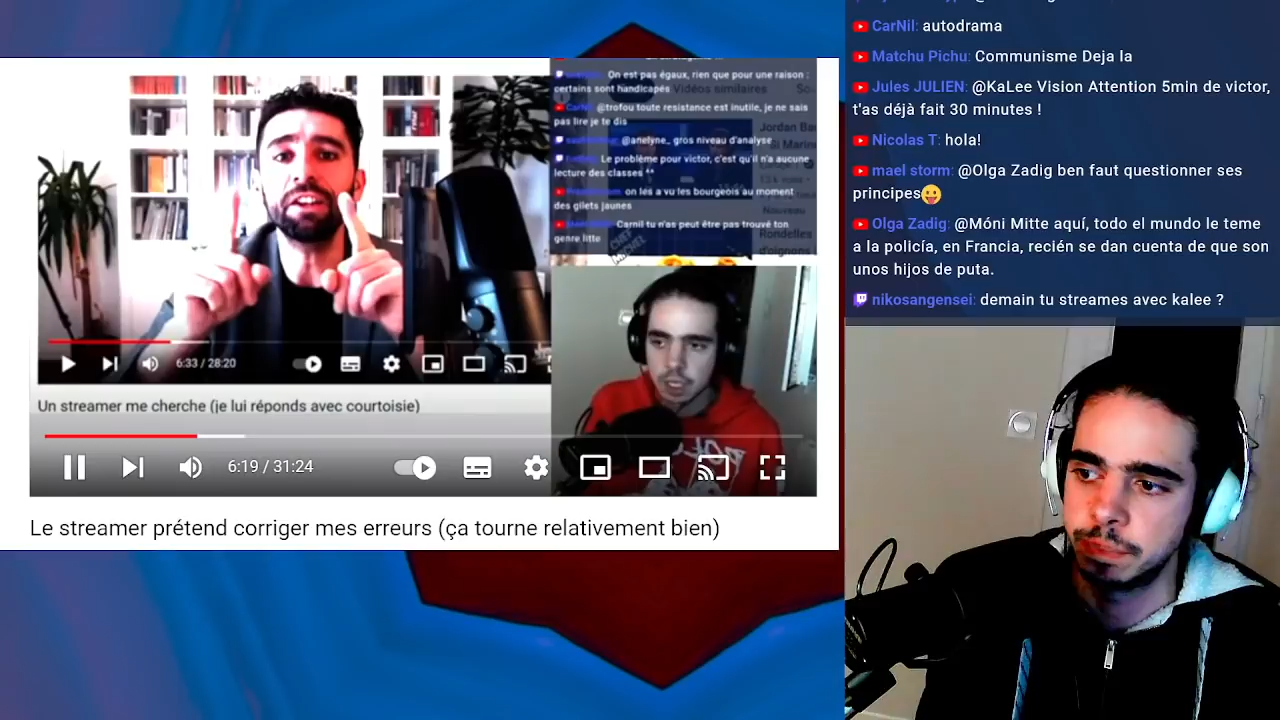 On est pas égaux, rien que pour une raison :
certains sont handicapés
@trofou toute resistance est inutile, je ne sais
pas lire je te dis
@anelyne_ gros niveau d'analyse
Le problème pour victor, c'est qu'il n'a aucune
lecture des classes ^^
on les a vu les bourgeois au moment
des gilets jaunes
Carnil tu n'as peut être pas trouvé ton
genre litte
6:33 / 28:20
Un streamer me cherche (je lui réponds avec courtoisie)
6:19 / 31:24
Le streamer prétend corriger mes erreurs (ça tourne relativement bien)
CarNil: autodrama
Matchu Pichu: Communisme Deja la
Jules JULIEN: @KaLee Vision Attention 5min de victor,
t'as déjà fait 30 minutes !
Nicolas T: hola!
mael storm: @Olga Zadig ben faut questionner ses
principes😛
Olga Zadig: @Móni Mitte aquí, todo el mundo le teme
a la policía, en Francia, recién se dan cuenta de que son
unos hijos de puta.
nikosangensei: demain tu streames avec kalee ?